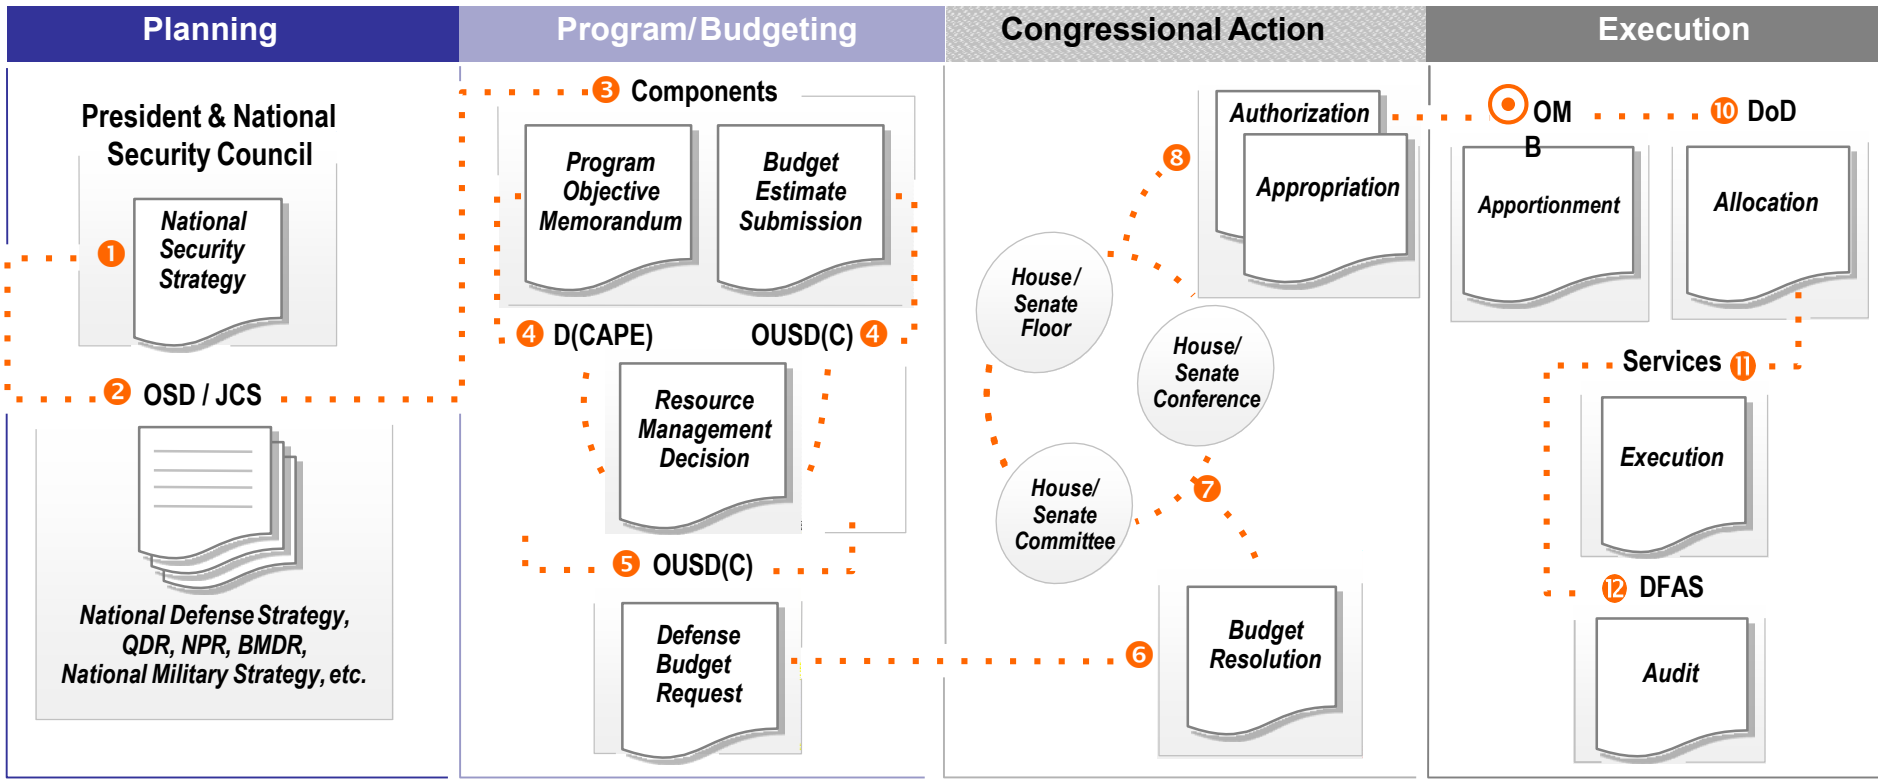 Planning
Program/Budgeting
Congressional Action
Execution
President & National
Security Council
1
National
Security
Strategy
2 OSD / JCS
National Defense Strategy,
QDR, NPR, BMDR,
National Military Strategy, etc.
3 Components
Program
Objective
Memorandum
Budget
Estimate
Submission
4 D(CAPE)
OUSD(C) 4
Resource
Management
Decision
5 OUSD(C)
Defense
Budget
Request
6
Budget
Resolution
7
House/
Senate
Committee
House/
Senate
Floor
House/
Senate
Conference
8
Authorization
Appropriation
OM
B
Apportionment
10 DoD
Allocation
Services 11
Execution
12 DFAS
Audit